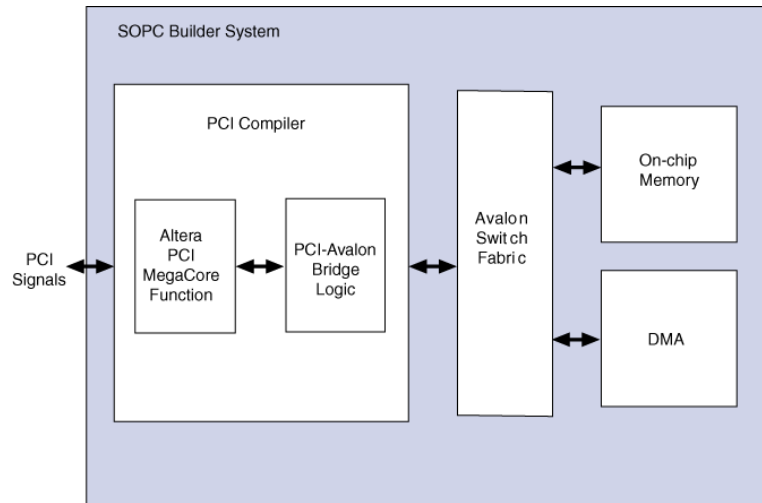 SOPC Builder System
PCI Compiler
PCI
Signals
Altera
PCI
MegaCore
Function
PCI-Avalon
Bridge
Logic
Avalon
Switch
Fabric
On-chip
Memory
DMA